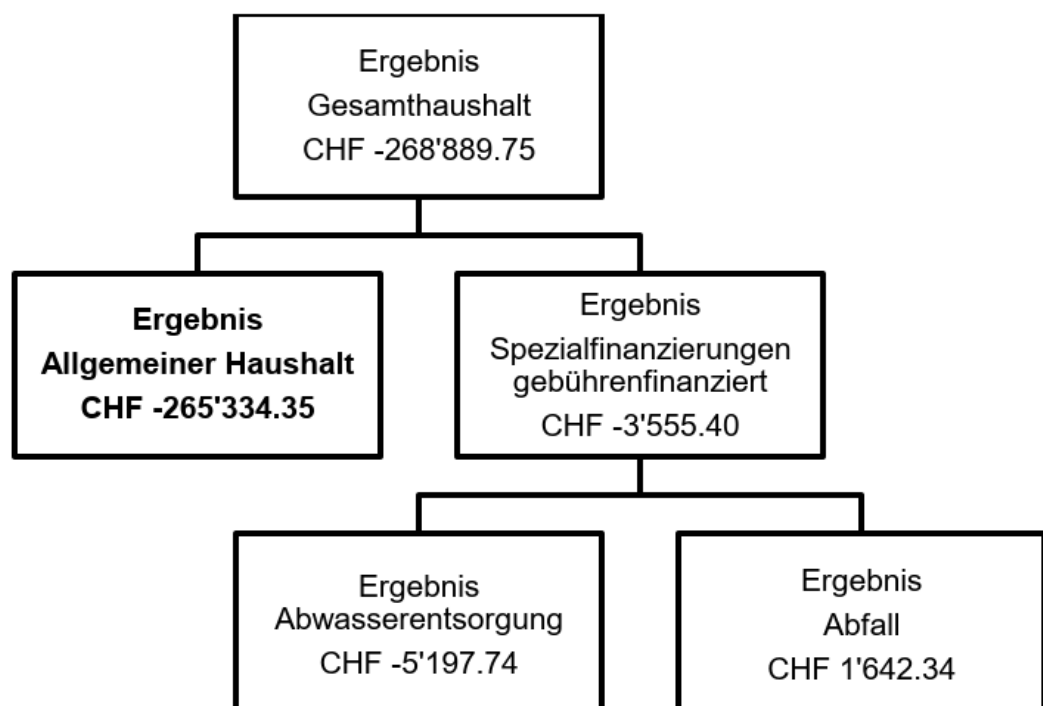 Ergebnis
Gesamthaushalt
CHF -268'889.75
Ergebnis
Allgemeiner Haushalt
CHF -265'334.35
Ergebnis
Spezialfinanzierungen
gebührenfinanziert
CHF -3'555.40
Ergebnis
Abwasserentsorgung
CHF -5'197.74
Ergebnis
Abfall
CHF 1'642.34